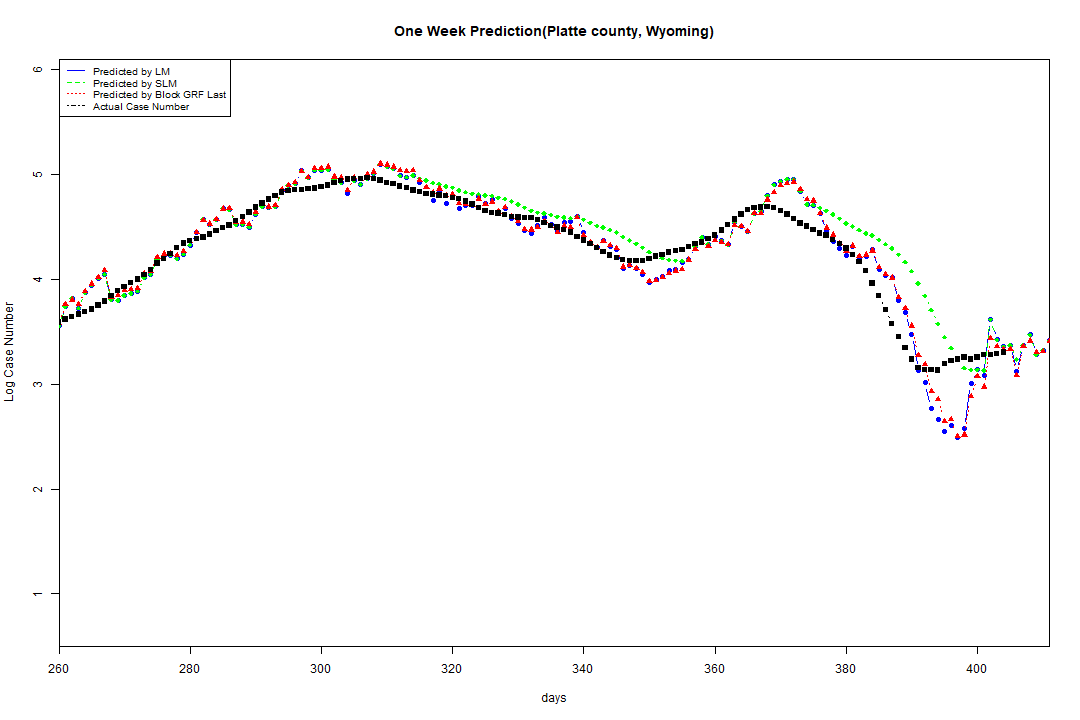 One Week Prediction(Platte county, Wyoming)
Predicted by LM
Predicted by SLM
Predicted by Block GRF Last
Actual Case Number
Log Case Number
6
5
4
3
2
1
260 280 300 320 340 360 380 400
days